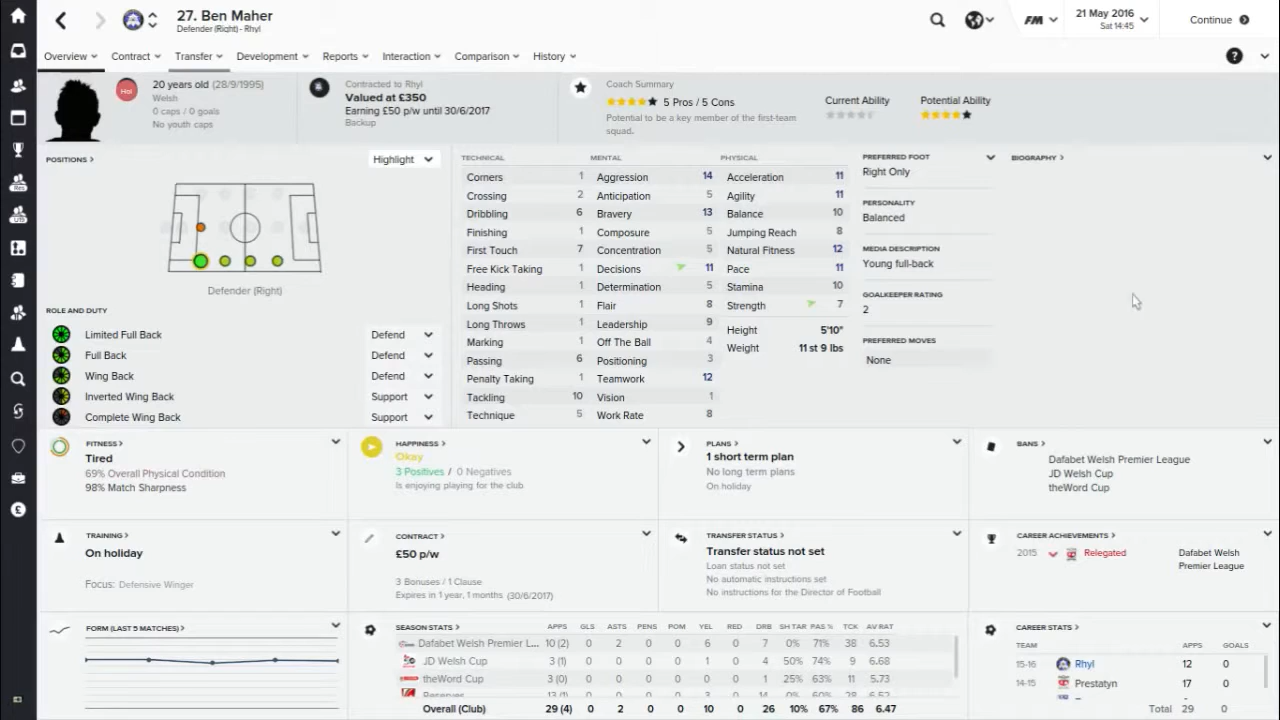 27. Ben Maher
Defender (Right) - Rhyl
FM
21 May 2016
Sat 14:45
Continue
Overview
Contract
Transfer
Development
Reports
Interaction
Comparison
History
?
Hol
20 years old (28/9/1995)
Welsh
0 caps / 0 goals
No youth caps
Contracted to Rhyl
Valued at £350
Earning £50 p/w until 30/6/2017
Backup
Coach Summary
5 Pros / 5 Cons
Potential to be a key member of the first-team
squad.
Current Ability
Potential Ability
POSITIONS >
Highlight
Defender (Right)
ROLE AND DUTY
Limited Full Back Defend
Full Back Defend
Wing Back Defend
Inverted Wing Back Support
Complete Wing Back Support
TECHNICAL MENTAL PHYSICAL
Corners 1 Aggression 14 Acceleration 11
Crossing 2 Anticipation 5 Agility 11
Dribbling 6 Bravery 13 Balance 10
Finishing 1 Composure 5 Jumping Reach 8
First Touch 7 Concentration 5 Natural Fitness 12
Free Kick Taking 1 Decisions 11 Pace 11
Heading 1 Determination 5 Stamina 10
Long Shots 1 Flair 8 Strength 7
Long Throws 1 Leadership 9 Height 5'10"
Marking 1 Off The Ball 4 Weight 11 st 9 lbs
Passing 6 Positioning 3
Penalty Taking 1 Teamwork 12
Tackling 10 Vision 1
Technique 5 Work Rate 8
PREFERRED FOOT
Right Only
PERSONALITY
Balanced
MEDIA DESCRIPTION
Young full-back
GOALKEEPER RATING
2
PREFERRED MOVES
None
BIOGRAPHY >
FITNESS >
Tired
69% Overall Physical Condition
98% Match Sharpness
HAPPINESS >
Okay
3 Positives / 0 Negatives
Is enjoying playing for the club
PLANS >
1 short term plan
No long term plans
On holiday
BANS >
Dafabet Welsh Premier League
JD Welsh Cup
theWord Cup
TRAINING >
On holiday
Focus: Defensive Winger
CONTRACT >
£50 p/w
3 Bonuses / 1 Clause
Expires in 1 year, 1 months (30/6/2017)
TRANSFER STATUS >
Transfer status not set
Loan status not set
No automatic instructions set
No instructions for the Director of Football
CAREER ACHIEVEMENTS >
2015 Relegated Dafabet Welsh
Premier League
FORM (LAST 5 MATCHES) >
SEASON STATS > APPS GLS ASTS PENS POM YEL RED DRB SH TAR PAS % TCK AV RAT
Dafabet Welsh Premier L... 10 (2) 0 2 0 0 6 0 7 0% 71% 38 6.53
JD Welsh Cup 3 (1) 0 0 0 0 1 0 4 50% 74% 9 6.68
theWord Cup 3 (0) 0 0 0 0 0 0 1 25% 63% 11 5.73
Reserves 13 (1) 0 0 0 0 3 0 14 0% 60% 28 6.52
Overall (Club) 29 (4) 0 2 0 0 10 0 26 10% 67% 86 6.47
CAREER STATS >
TEAM APPS GOALS
15-16 Rhyl 12 0
14-15 Prestatyn 17 0
Total 29 0